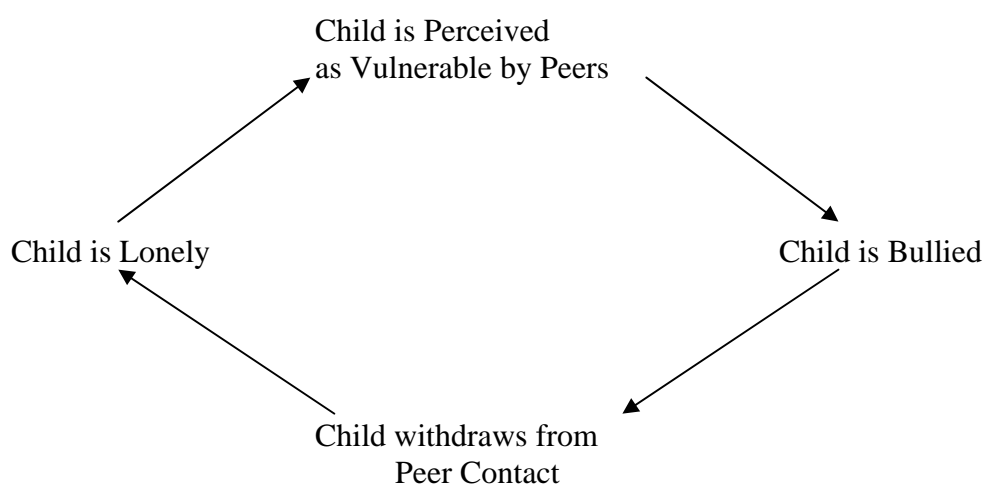 Child is Perceived
as Vulnerable by Peers
Child is Lonely
Child is Bullied
Child withdraws from
Peer Contact